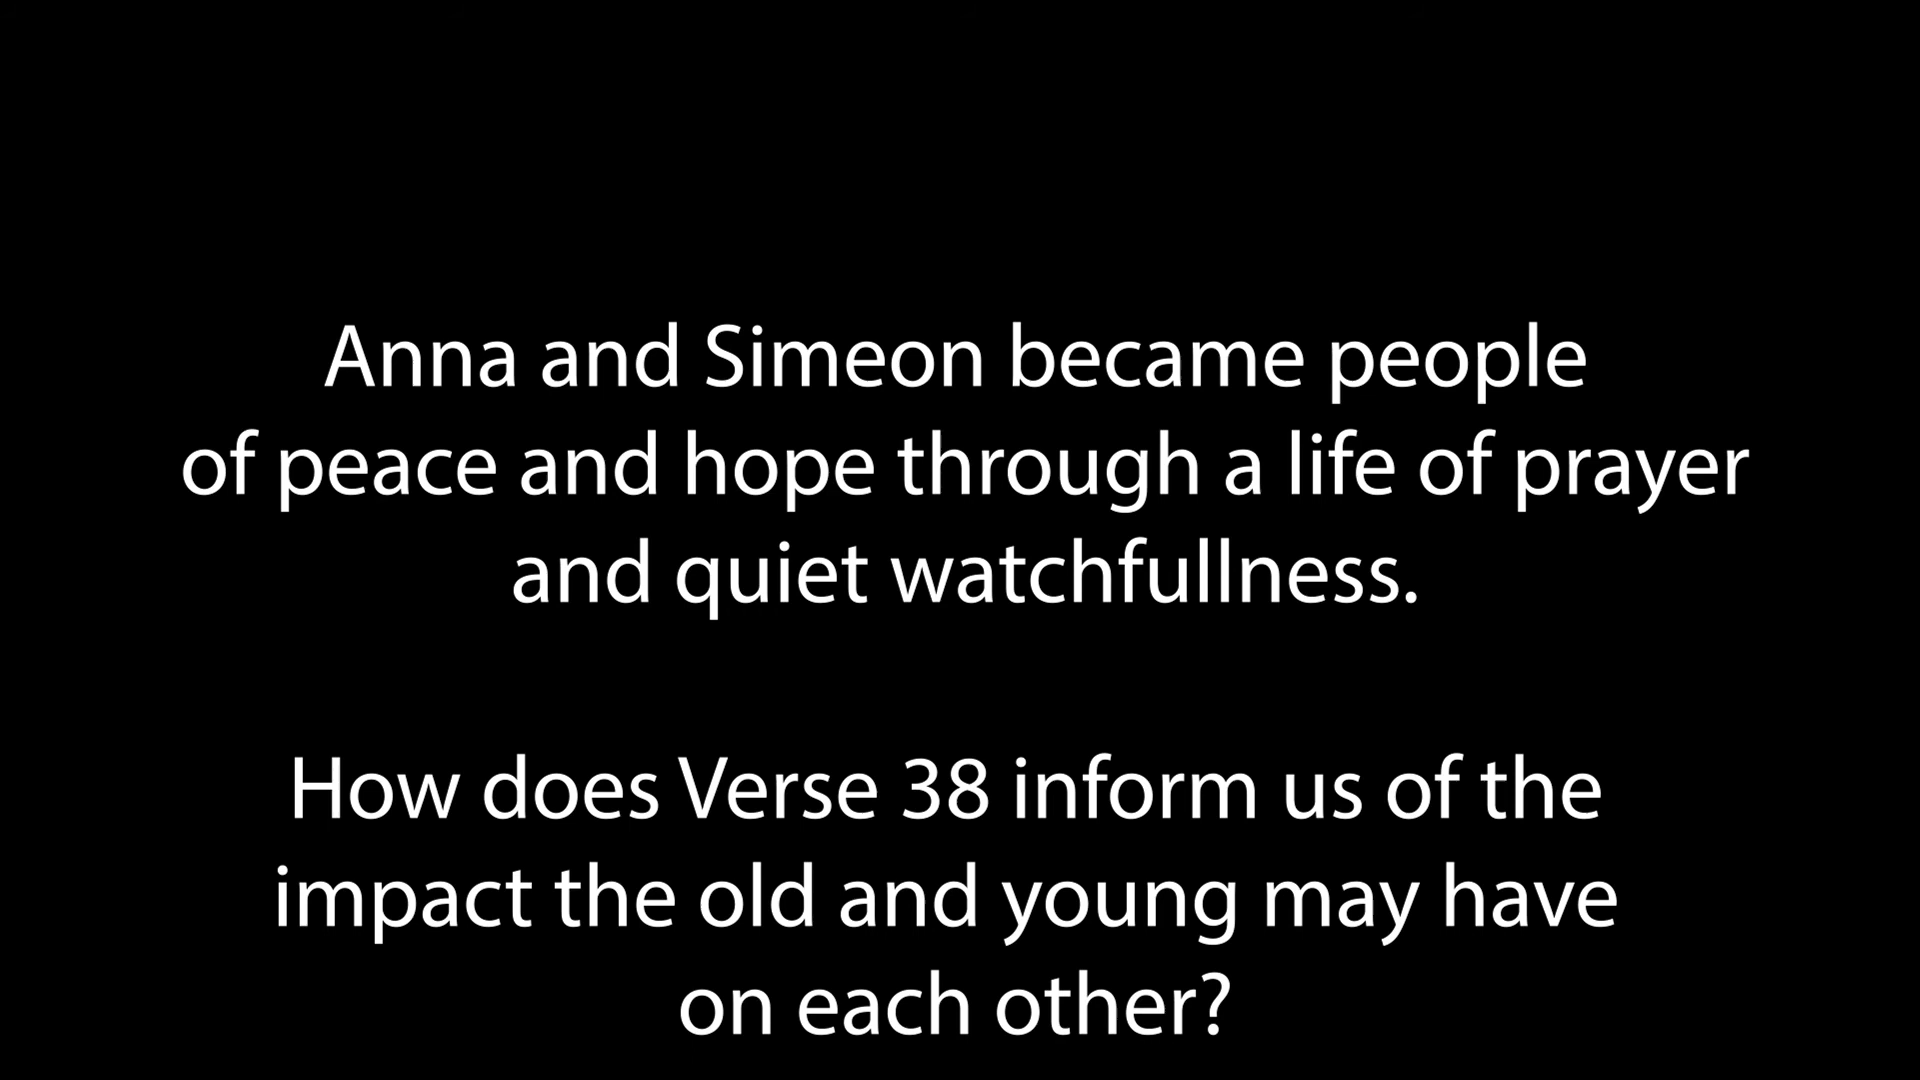 Anna and Simeon became people
of peace and hope through a life of prayer
and quiet watchfullness.
How does Verse 38 inform us of the
impact the old and young may have
on each other?